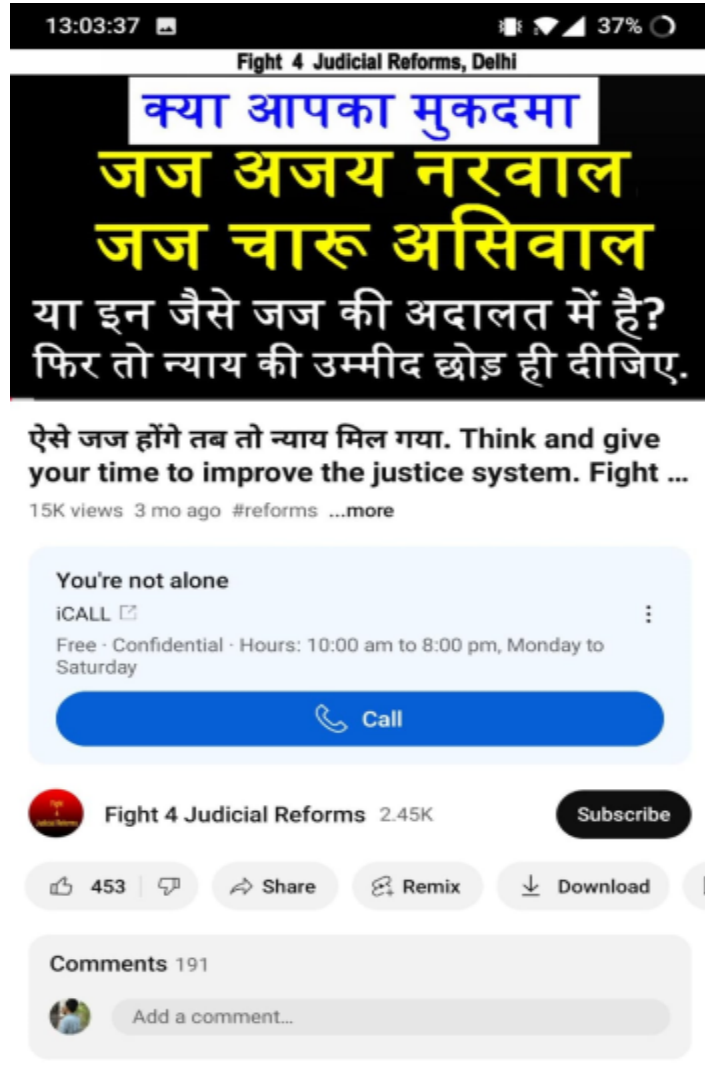 13:03:37 37%
Fight 4 Judicial Reforms, Delhi
क्या आपका मुकदमा
जज अजय नरवाल
जज चारू असिवाल
या इन जैसे जज की अदालत में है?
फिर तो न्याय की उम्मीद छोड़ ही दीजिए.
ऐसे जज होंगे तब तो न्याय मिल गया. Think and give
your time to improve the justice system. Fight ...
15K views 3 mo ago #reforms ...more
You're not alone
iCALL
Free · Confidential · Hours: 10:00 am to 8:00 pm, Monday to
Saturday
Call
Fight 4 Judicial Reforms 2.45K Subscribe
453 Share Remix Download
Comments 191
Add a comment...